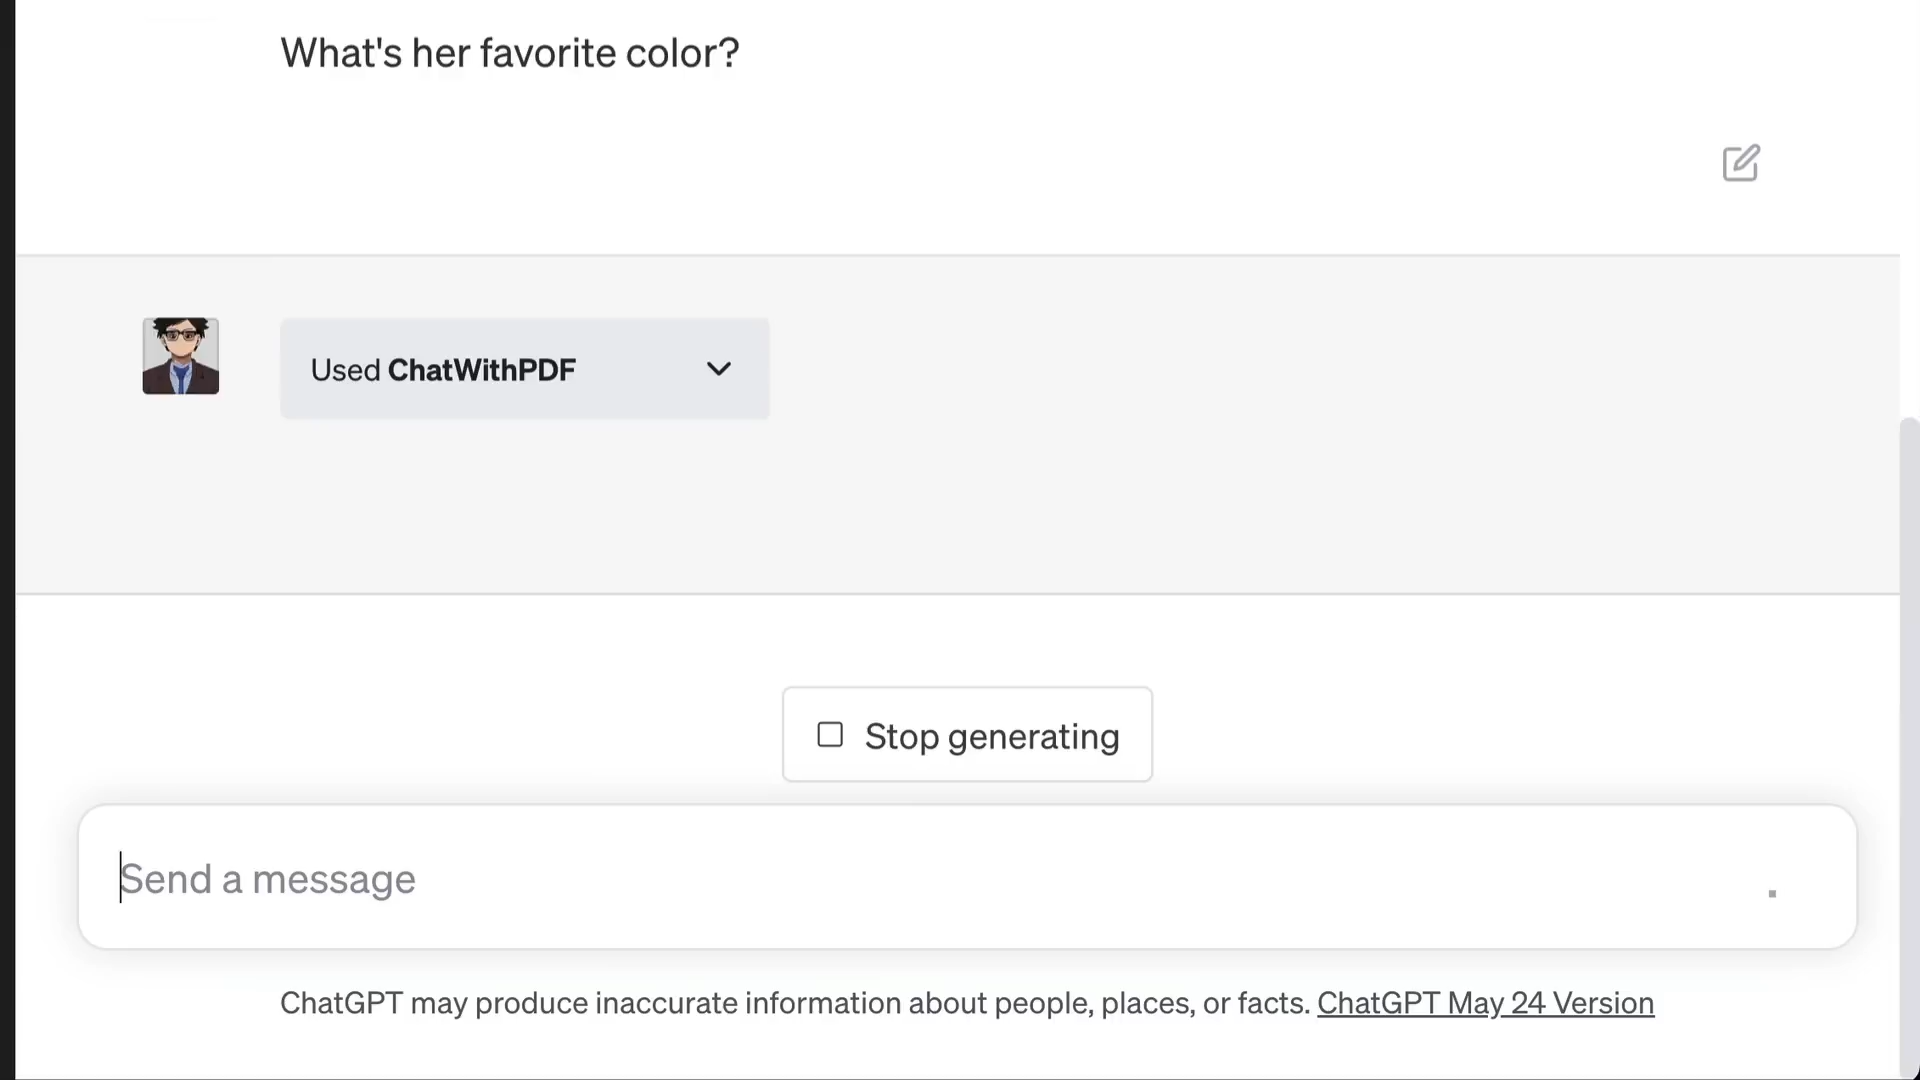 What's her favorite color?
Used ChatWithPDF
Stop generating
Send a message
ChatGPT may produce inaccurate information about people, places, or facts. ChatGPT May 24 Version